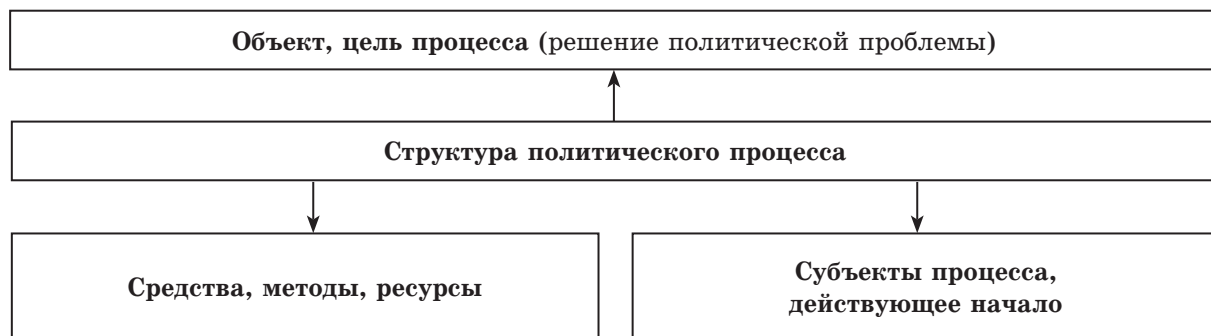 Объект, цель процесса (решение политической проблемы)
Структура политического процесса
Средства, методы, ресурсы
Субъекты процесса,
действующее начало